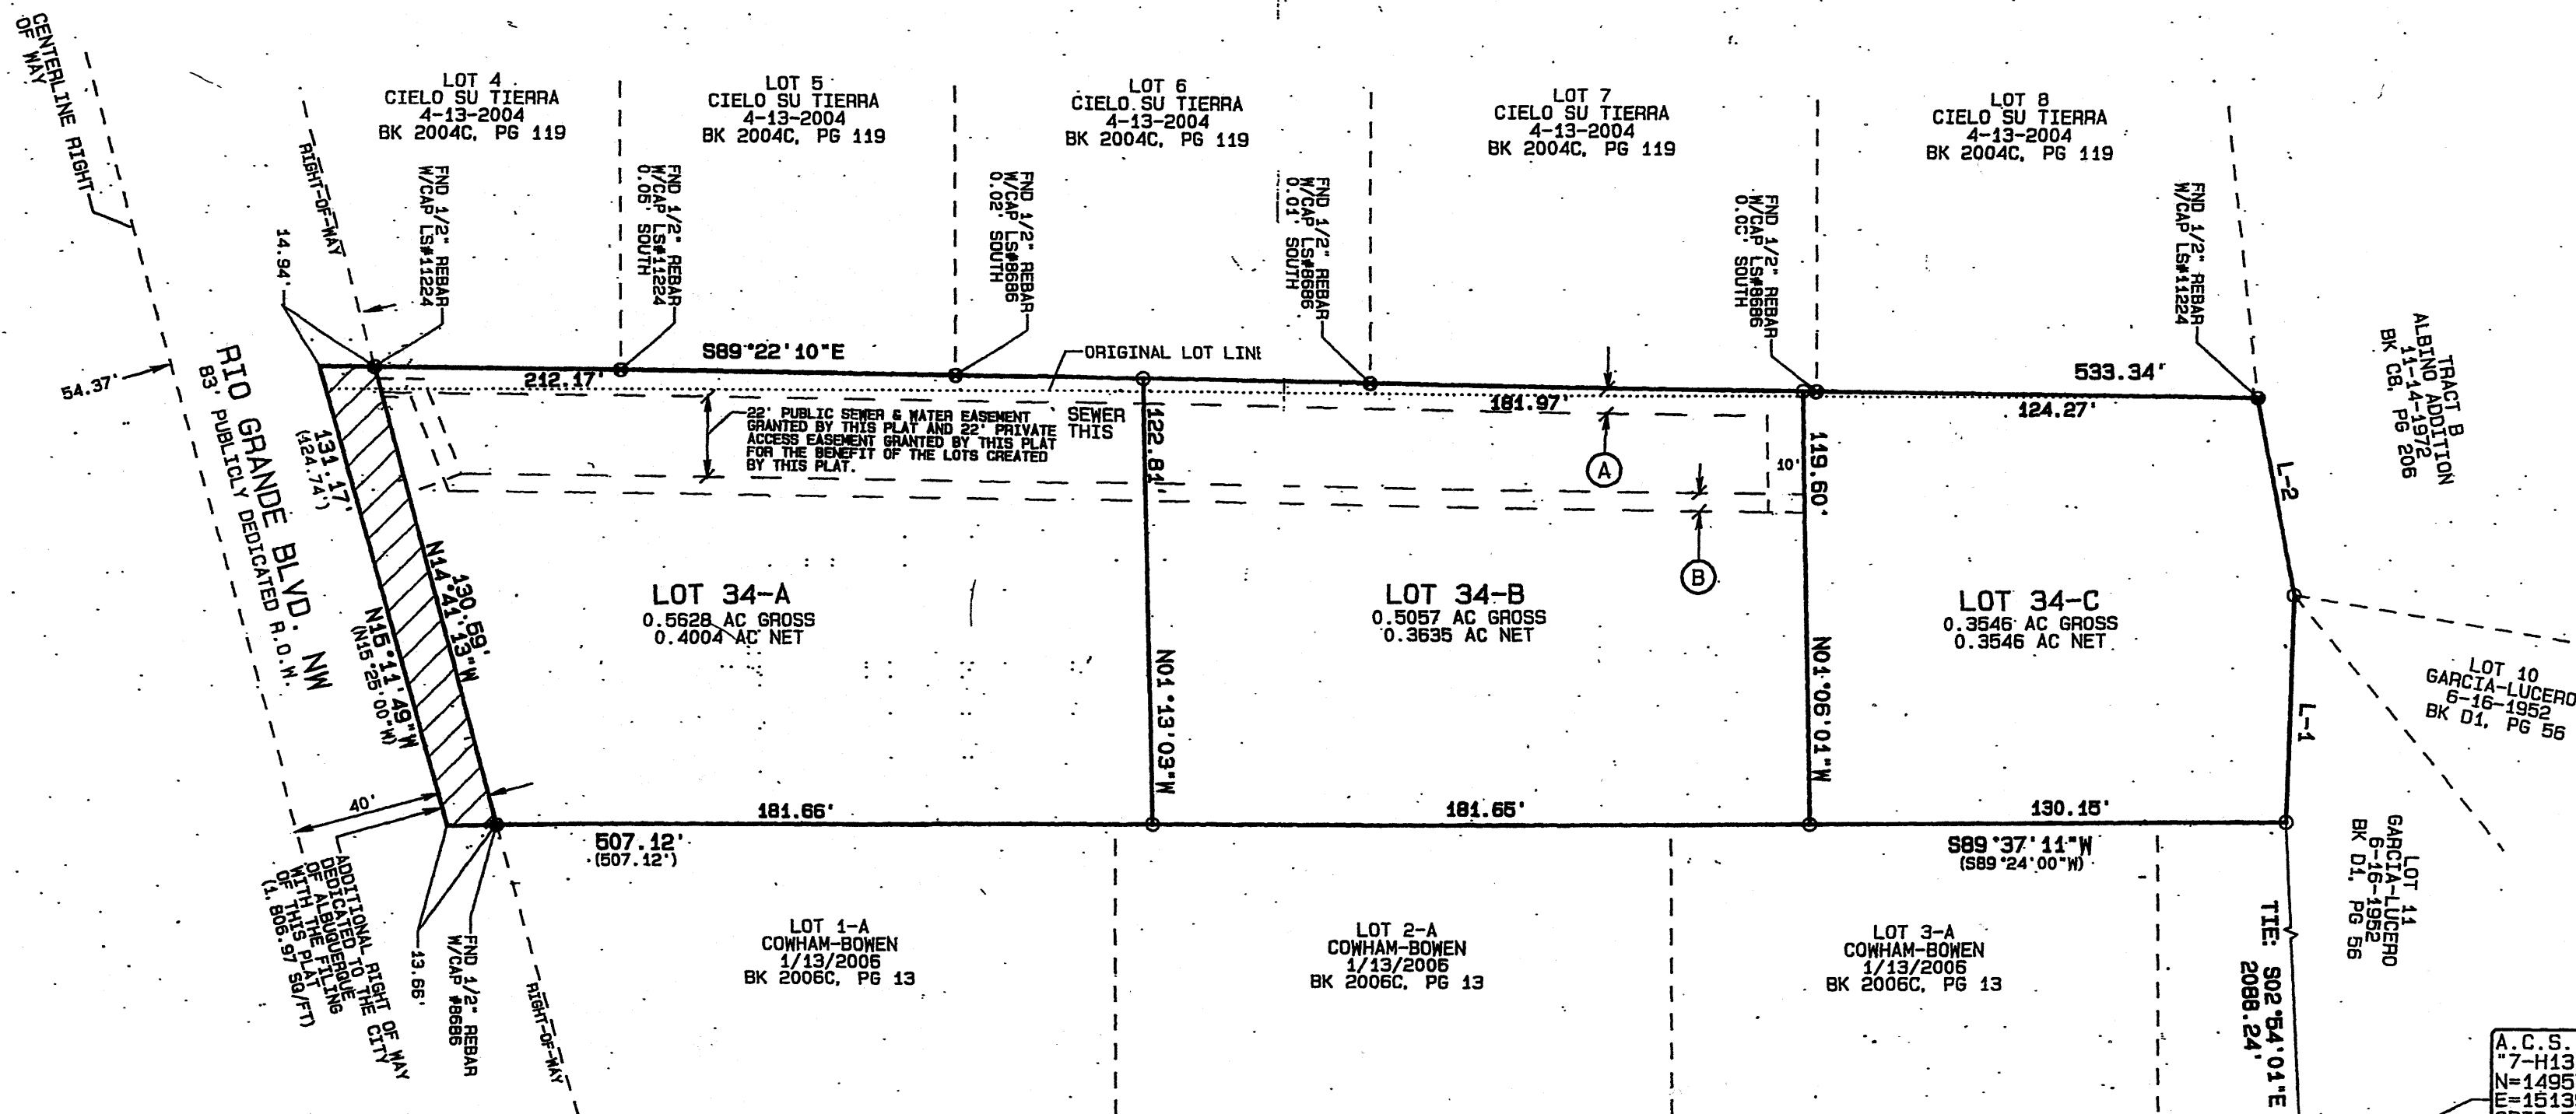 CENTERLINE RIGHT
OF WAY
RIGHT-OF-WAY
LOT 4
CIELO SU TIERRA
4-13-2004
BK 2004C, PG 119
LOT 5
CIELO SU TIERRA
4-13-2004
BK 2004C, PG 119
LOT 6
CIELO SU TIERRA
4-13-2004
BK 2004C, PG 119
LOT 7
CIELO SU TIERRA
4-13-2004
BK 2004C, PG 119
LOT 8
CIELO SU TIERRA
4-13-2004
BK 2004C, PG 119
14.94'
FND 1/2" REBAR
W/CAP LS#11224
FND 1/2" REBAR
W/CAP LS#11224
0.05' SOUTH
FND 1/2" REBAR
W/CAP LS#8686
0.02' SOUTH
FND 1/2" REBAR
W/CAP LS#8686
0.01' SOUTH
FND 1/2" REBAR
W/CAP LS#8686
SOUTH
FND 1/2" REBAR
W/CAP LS#11224
TRACT B
ALBINO ADDITION
11-14-1972
BK C8, PG 206
54.37'
S89°22'10"E
212.17'
ORIGINAL LOT LINE
181.97'
533.34'
124.27'
22' PUBLIC SEWER & WATER EASEMENT
GRANTED BY THIS PLAT AND 22' PRIVATE
ACCESS EASEMENT GRANTED BY THIS PLAT
FOR THE BENEFIT OF THE LOTS CREATED
BY THIS PLAT.
SEWER
THIS
122.81'
A
10'
119.60'
L-2
RIO GRANDE BLVD. NW
83' PUBLICLY DEDICATED R.O.W.
131.17'
(124.74')
N15°11'49"W
(N15°25'00"W)
130.59'
N14°41'13"W
B
LOT 34-A
0.5628 AC GROSS
0.4004 AC NET
LOT 34-B
0.5057 AC GROSS
0.3635 AC NET
LOT 34-C
0.3546 AC GROSS
0.3546 AC NET
N01°13'03"W
N01°06'01"W
L-1
LOT 10
GARCIA-LUCERO
6-16-1952
BK D1, PG 56
40'
181.66'
507.12'
(507.12')
181.65'
130.15'
S89°37'11"W
(S89°24'00"W)
LOT 11
GARCIA-LUCERO
6-16-1952
BK D1, PG 56
ADDITIONAL RIGHT OF WAY
DEDICATED TO THE CITY
OF ALBUQUERQUE
WITH THE FILING
OF THIS PLAT
(1,806.97 SQ/FT)
13.66'
FND 1/2" REBAR
W/CAP #8686
RIGHT-OF-WAY
LOT 1-A
COWHAM-BOWEN
1/13/2006
BK 2006C, PG 13
LOT 2-A
COWHAM-BOWEN
1/13/2006
BK 2006C, PG 13
LOT 3-A
COWHAM-BOWEN
1/13/2006
BK 2006C, PG 13
TIE: S02°54'01"E
2088.24'
A.C.S.
"7-H13
N=1495
E=1513